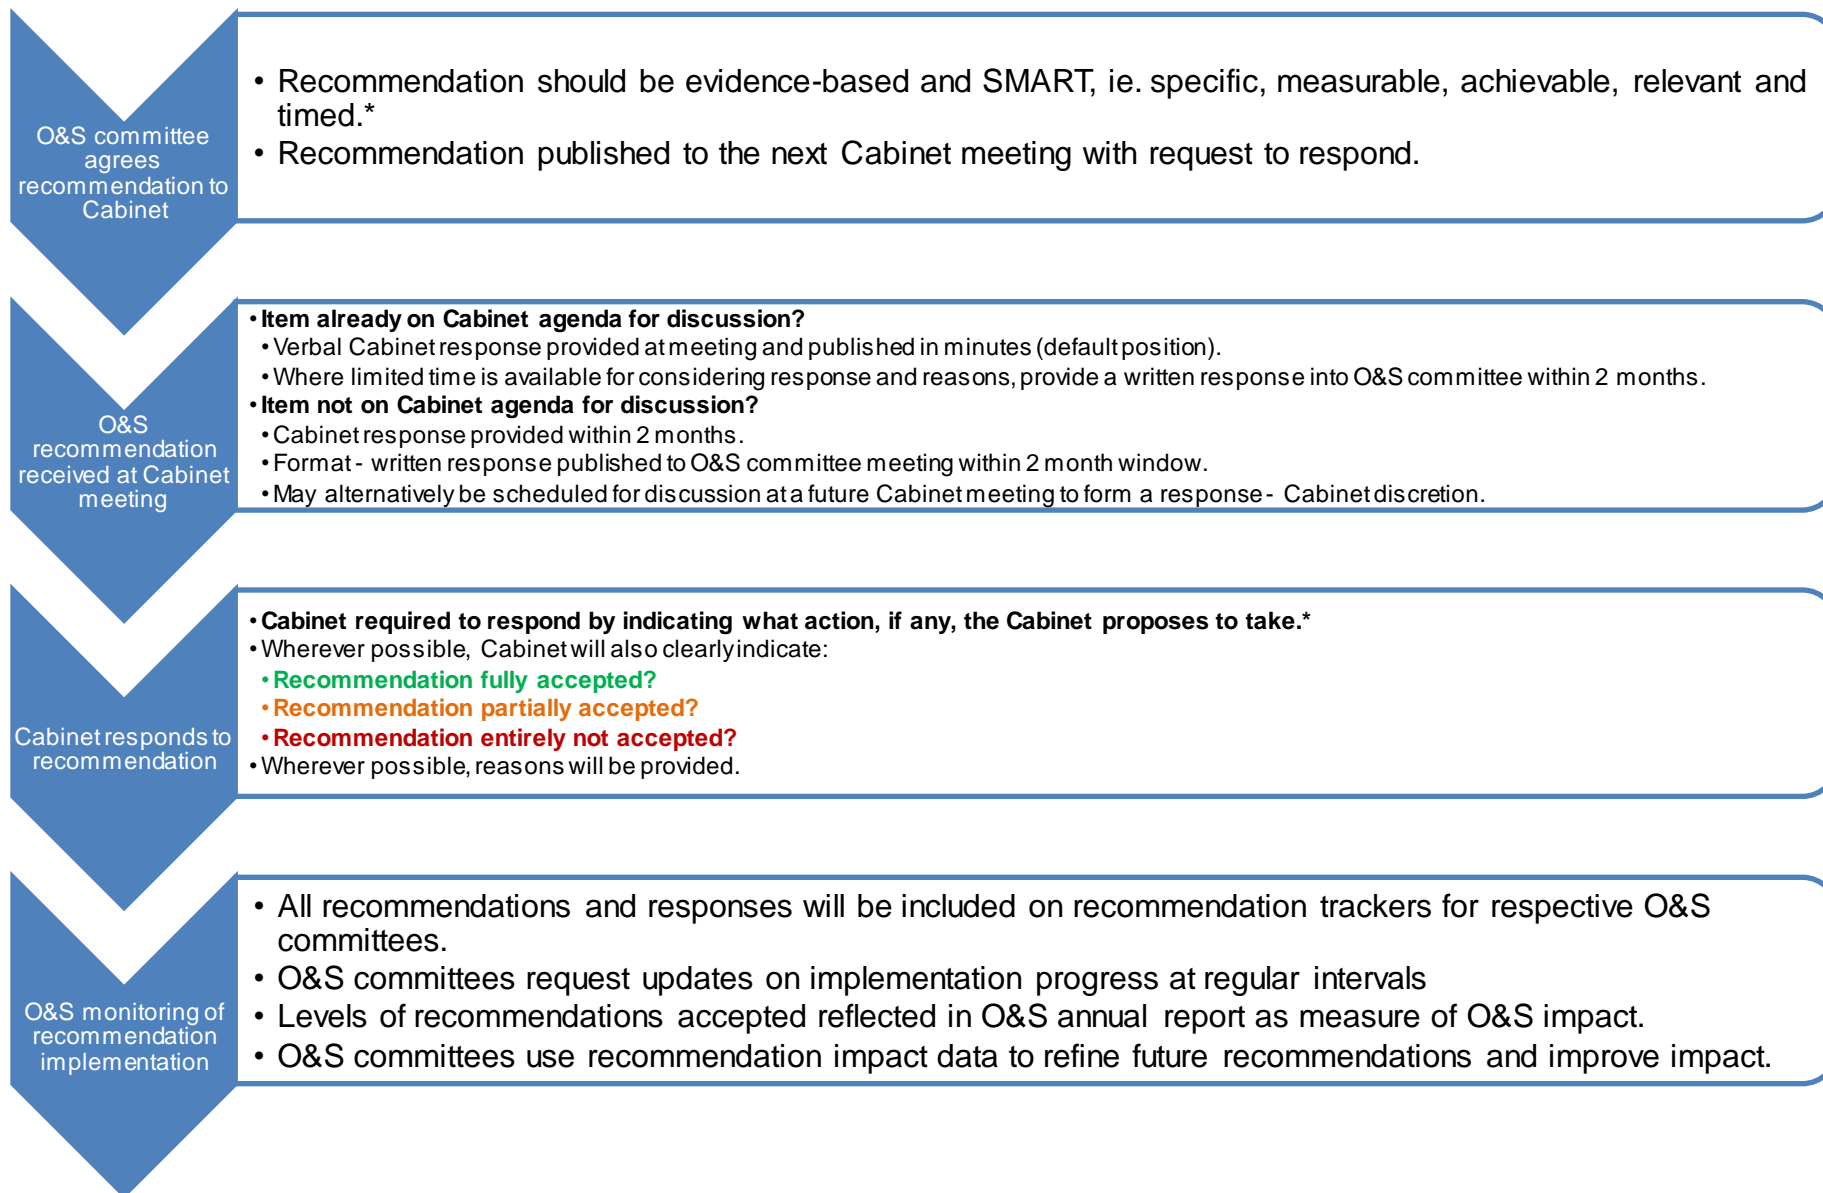 O&S committee
agrees
recommendation to
Cabinet
• Recommendation should be evidence-based and SMART, ie. specific, measurable, achievable, relevant and
timed.*
• Recommendation published to the next Cabinet meeting with request to respond.
O&S
recommendation
received at Cabinet
meeting
• Item already on Cabinet agenda for discussion?
• Verbal Cabinet response provided at meeting and published in minutes (default position).
• Where limited time is available for considering response and reasons, provide a written response into O&S committee within 2 months.
• Item not on Cabinet agenda for discussion?
• Cabinet response provided within 2 months.
• Format - written response published to O&S committee meeting within 2 month window.
• May alternatively be scheduled for discussion at a future Cabinet meeting to form a response - Cabinet discretion.
Cabinet responds to
recommendation
• Cabinet required to respond by indicating what action, if any, the Cabinet proposes to take.*
• Wherever possible, Cabinet will also clearly indicate:
• Recommendation fully accepted?
• Recommendation partially accepted?
• Recommendation entirely not accepted?
• Wherever possible, reasons will be provided.
O&S monitoring of
recommendation
implementation
• All recommendations and responses will be included on recommendation trackers for respective O&S
committees.
• O&S committees request updates on implementation progress at regular intervals
• Levels of recommendations accepted reflected in O&S annual report as measure of O&S impact.
• O&S committees use recommendation impact data to refine future recommendations and improve impact.